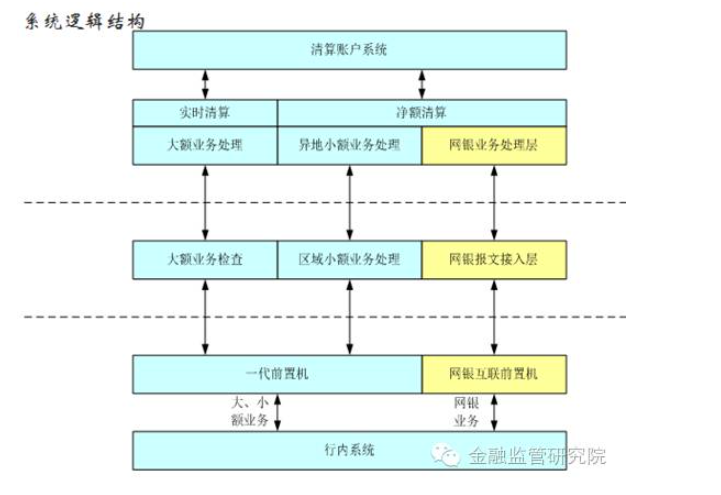 系统逻辑结构
清算账户系统
实时清算
净额清算
大额业务处理
异地小额业务处理
网银业务处理层
大额业务检查
区域小额业务处理
网银报文接入层
一代前置机
网银互联前置机
大、小
额业务
网银
业务
行内系统
金融监管研究院